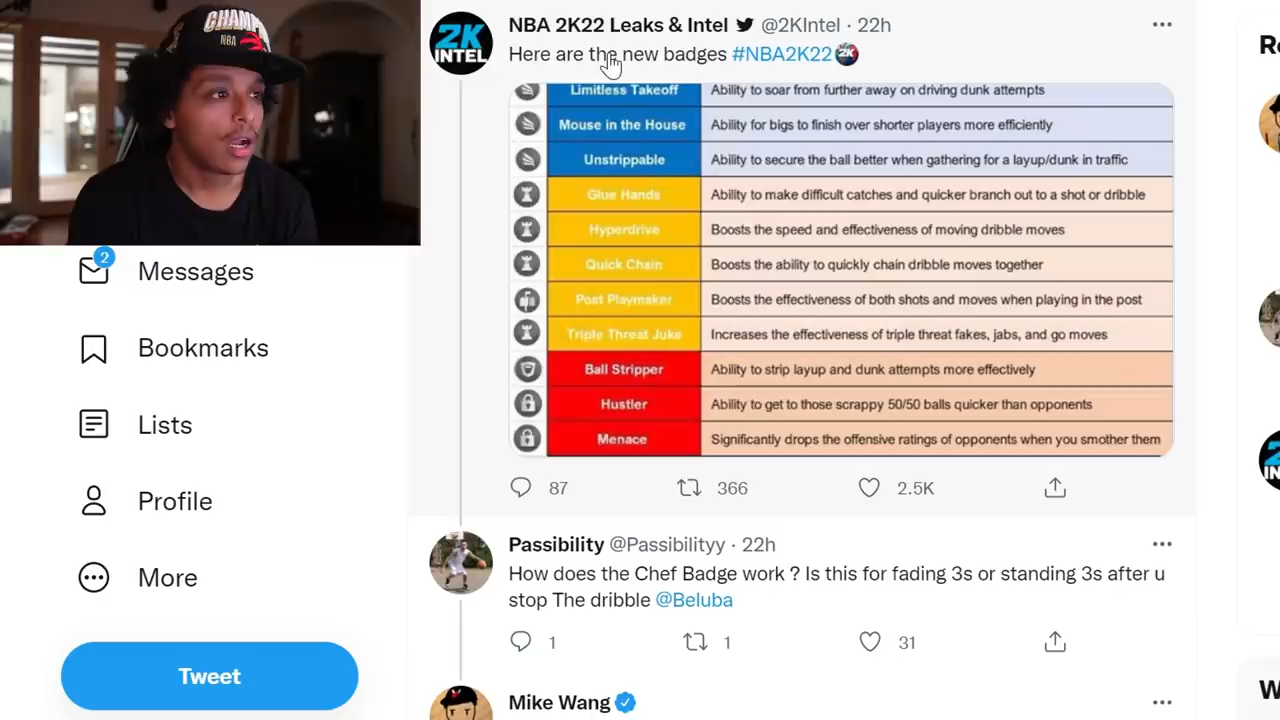 CHAMP
NBA
2K
INTEL
NBA 2K22 Leaks & Intel @2KIntel · 22h
Here are the new badges #NBA2K22
Limitless Takeoff Ability to soar from further away on driving dunk attempts
Mouse in the House Ability for bigs to finish over shorter players more efficiently
Unstrippable Ability to secure the ball better when gathering for a layup/dunk in traffic
Glue Hands Ability to make difficult catches and quicker branch out to a shot or dribble
Hyperdrive Boosts the speed and effectiveness of moving dribble moves
Quick Chain Boosts the ability to quickly chain dribble moves together
Post Playmaker Boosts the effectiveness of both shots and moves when playing in the post
Triple Threat Juke Increases the effectiveness of triple threat fakes, jabs, and go moves
Ball Stripper Ability to strip layup and dunk attempts more effectively
Hustler Ability to get to those scrappy 50/50 balls quicker than opponents
Menace Significantly drops the offensive ratings of opponents when you smother them
87 366 2.5K
Passibility @Passibilityy · 22h
How does the Chef Badge work ? Is this for fading 3s or standing 3s after u
stop The dribble @Beluba
1 1 31
Mike Wang
2
Messages
Bookmarks
Lists
Profile
More
Tweet
Re
2
IN
W